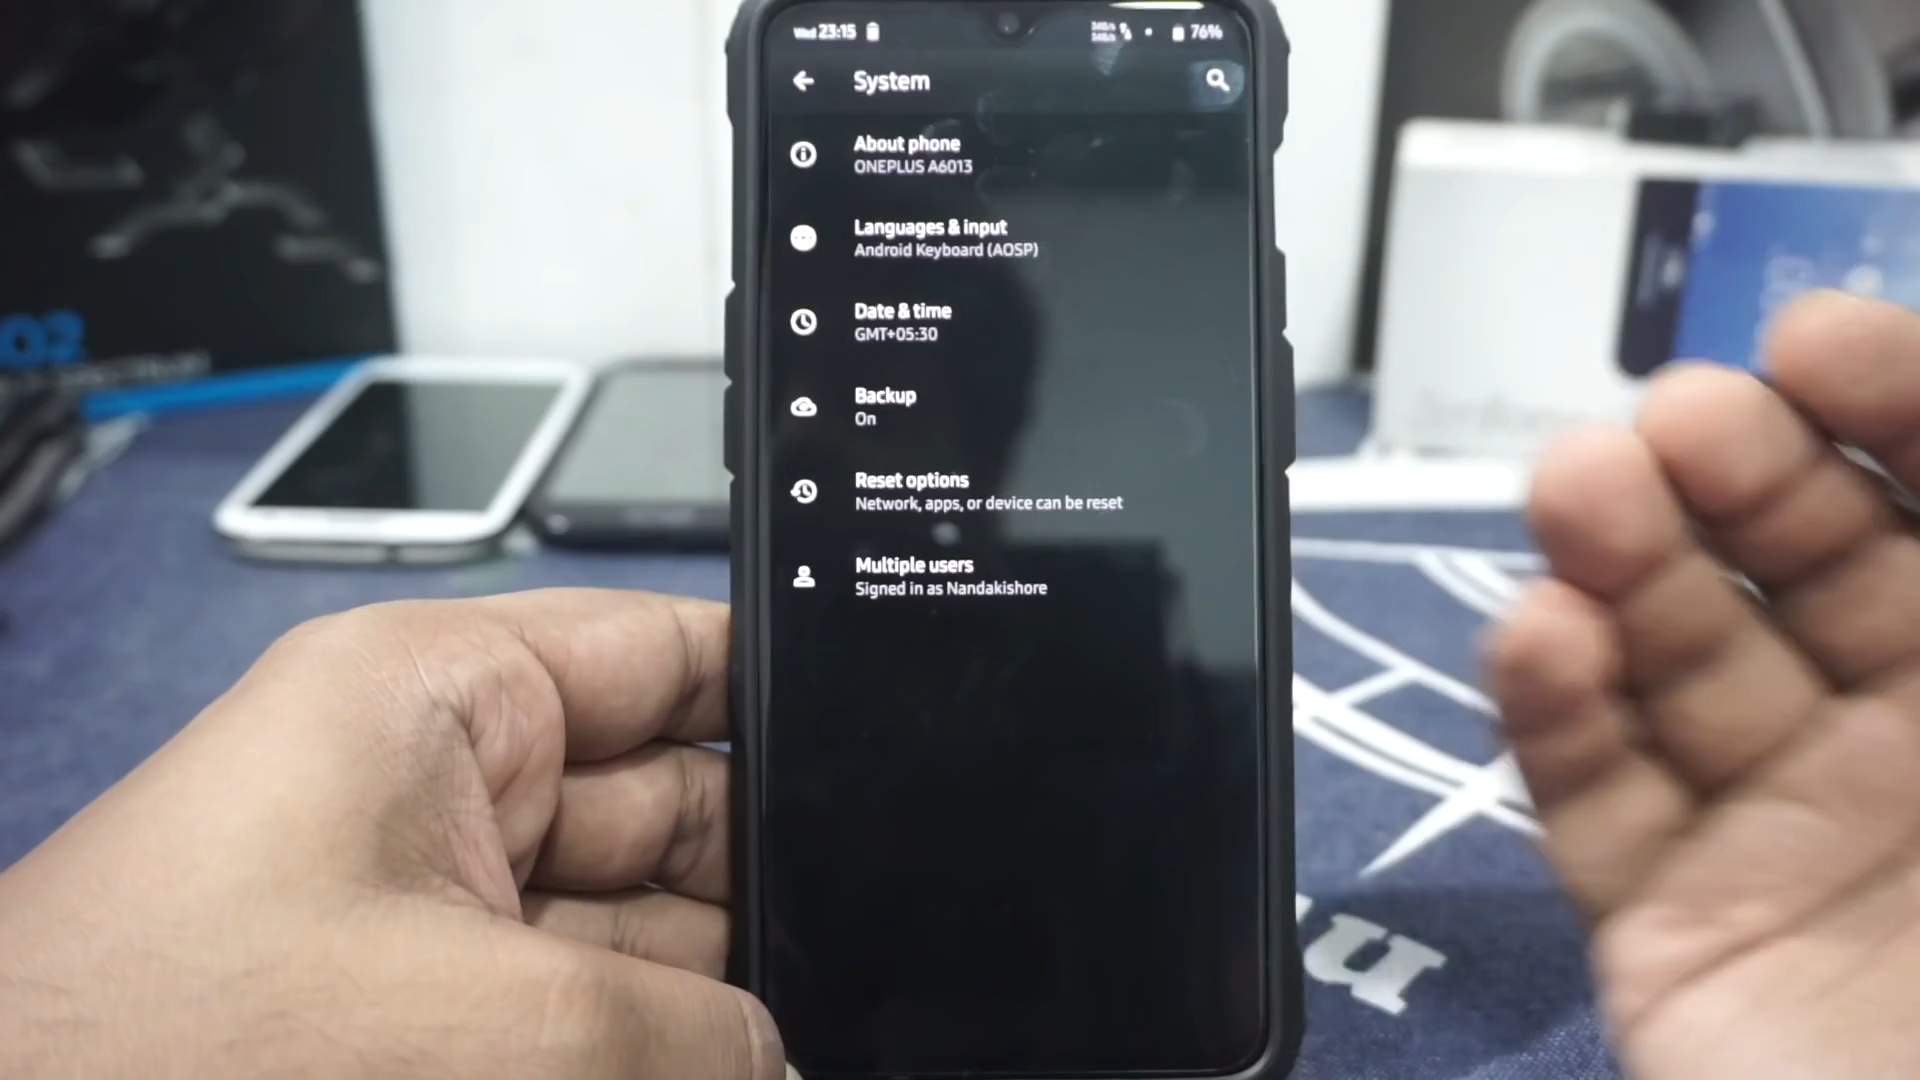 Wed 23:15 76%
System
About phone
ONEPLUS A6013
Languages & input
Android Keyboard (AOSP)
Date & time
GMT+05:30
Backup
On
Reset options
Network, apps, or device can be reset
Multiple users
Signed in as Nandakishore